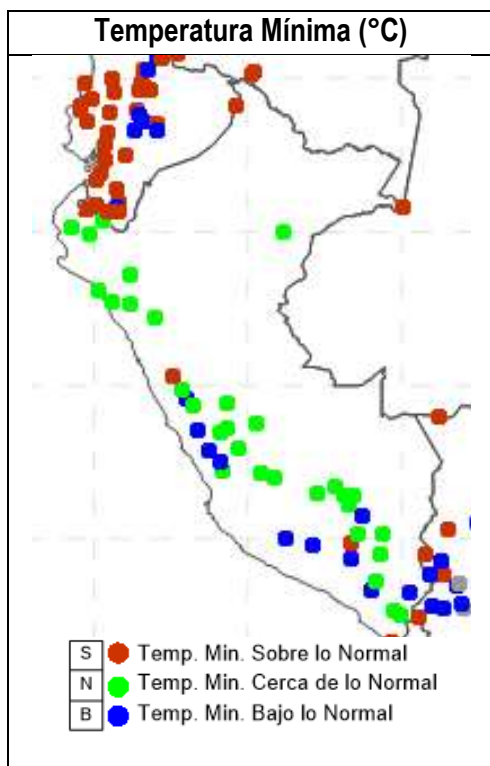 Temperatura Mínima (°C)
S Temp. Min. Sobre lo Normal
N Temp. Min. Cerca de lo Normal
B Temp. Min. Bajo lo Normal